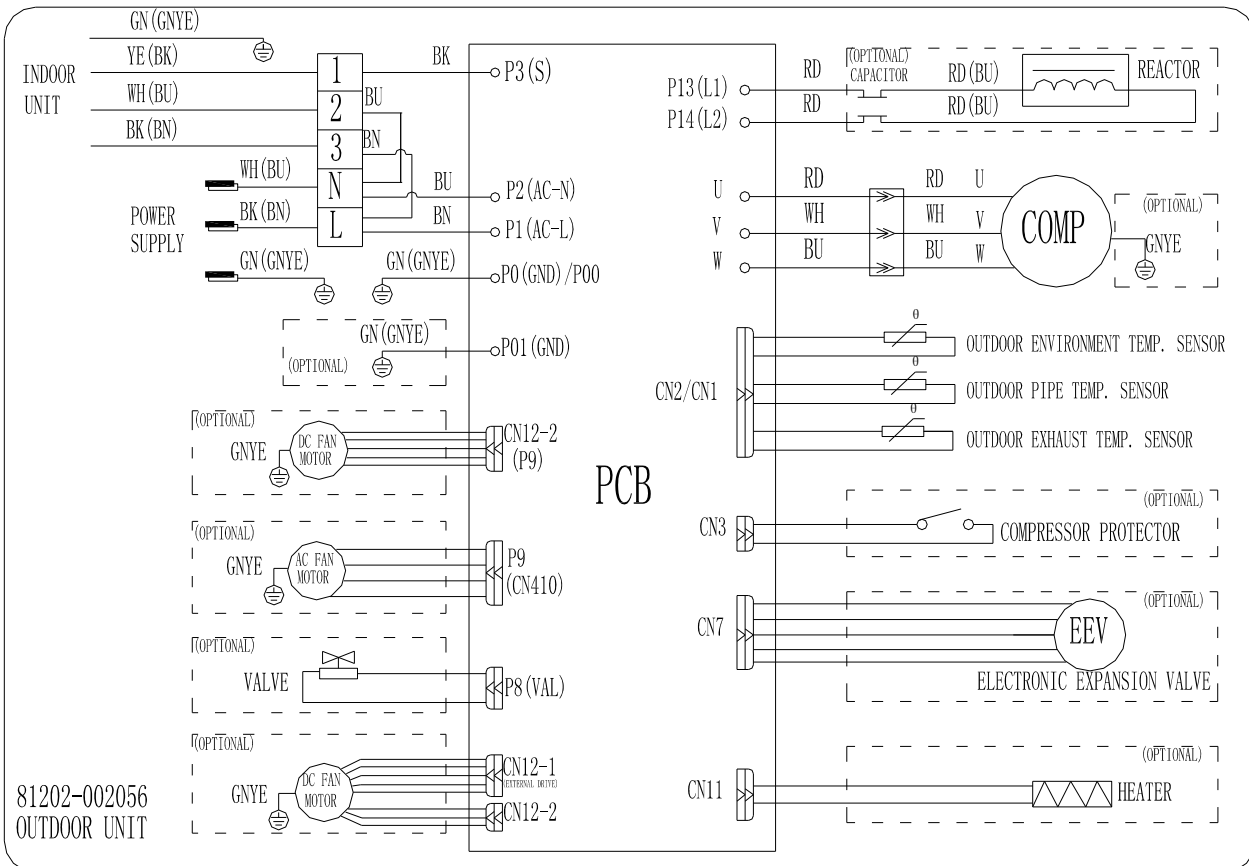 GN(GNYE)
INDOOR
UNIT
YE(BK)
WH(BU)
BK(BN)
1
2
3
N
L
BK
BU
BN
P3(S)
WH(BU)
POWER
SUPPLY
BK(BN)
GN(GNYE)
BU
BN
P2(AC-N)
P1(AC-L)
GN(GNYE)
P0(GND)/P00
GN(GNYE)
(OPTIONAL)
P01(GND)
(OPTIONAL)
GNYE
DC FAN
MOTOR
CN12-2
(P9)
(OPTIONAL)
GNYE
AC FAN
MOTOR
P9
(CN410)
(OPTIONAL)
VALVE
P8(VAL)
(OPTIONAL)
GNYE
DC FAN
MOTOR
CN12-1
(EXTERNAL DRIVE)
CN12-2
81202-002056
OUTDOOR UNIT
PCB
P13(L1)
P14(L2)
RD
RD
(OPTIONAL)
CAPACITOR
RD(BU)
RD(BU)
REACTOR
U
V
W
RD
WH
BU
RD
WH
BU
U
V
W
COMP
(OPTIONAL)
GNYE
CN2/CN1
θ
OUTDOOR ENVIRONMENT TEMP. SENSOR
θ
OUTDOOR PIPE TEMP. SENSOR
θ
OUTDOOR EXHAUST TEMP. SENSOR
CN3
(OPTIONAL)
COMPRESSOR PROTECTOR
CN7
(OPTIONAL)
EEV
ELECTRONIC EXPANSION VALVE
CN11
(OPTIONAL)
HEATER